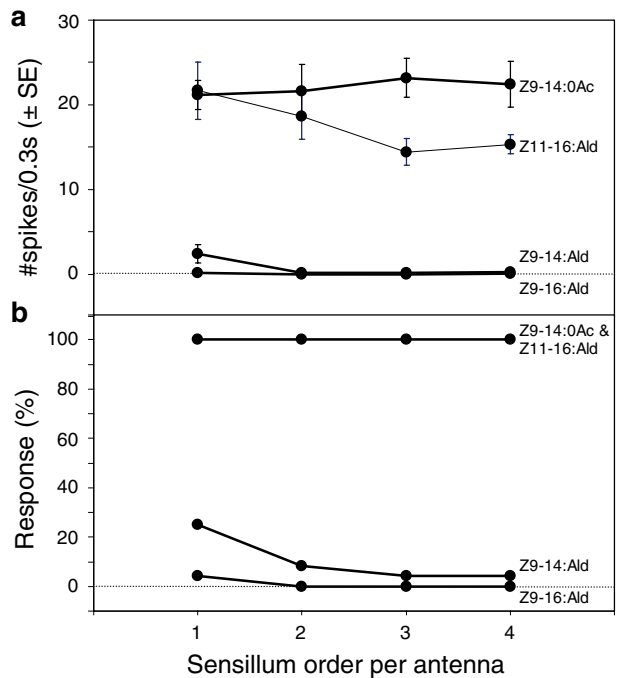 a
30
20
10
0
#spikes/0.3s (± SE)
Z9-14:0Ac
Z11-16:Ald
Z9-14:Ald
Z9-16:Ald
b
100
80
60
40
20
0
Response (%)
Z9-14:0Ac &
Z11-16:Ald
Z9-14:Ald
Z9-16:Ald
1 2 3 4
Sensillum order per antenna